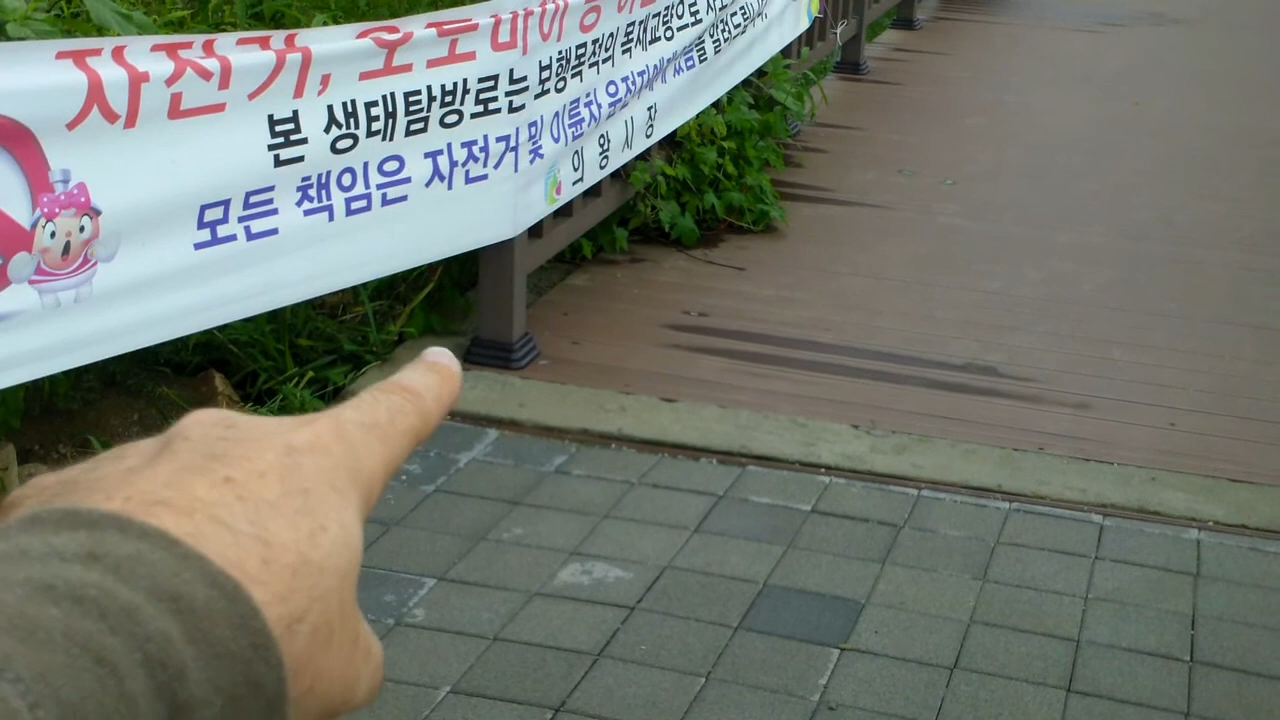 자전거, 오토바이 등
본 생태탐방로는 보행목적의 목재교량으로
모든 책임은 자전거 및 이륜차 운전자에 있음을 알려드립니다.
의왕시장